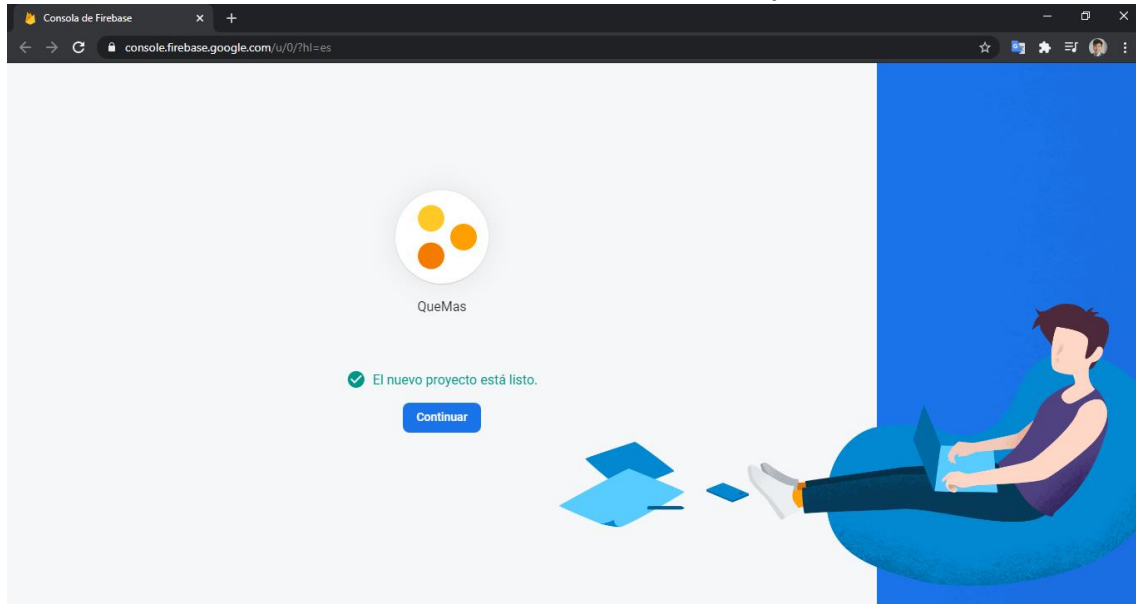 Consola de Firebase
console.firebase.google.com/u/0/?hl=es
QueMas
El nuevo proyecto está listo.
Continuar